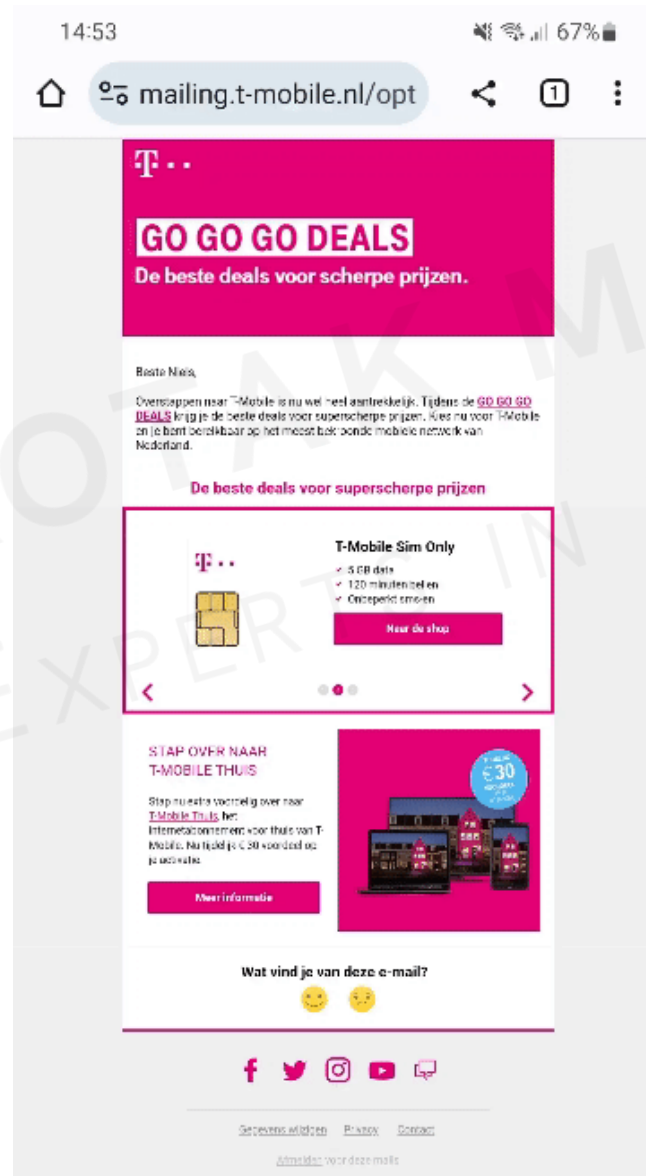 14:53
67%
mailing.t-mobile.nl/opt
1
T
GO GO GO DEALS
De beste deals voor scherpe prijzen.
Beste Niels,
Overstappen naar T-Mobile is nu wel heel aantrekkelijk. Tijdens de GO GO GO
DEALS krijg je de beste deals voor superscherpe prijzen. Kies nu voor T-Mobile
en je bent bereikbaar op het meest bekroonde mobiele netwerk van
Nederland.
De beste deals voor superscherpe prijzen
T-Mobile Sim Only
T
5 GB data
120 minuten bellen
Onbeperkt sms-en
Naar de shop
STAP OVER NAAR
T-MOBILE THUIS
€30
Stap nu extra voordelig over naar
T-Mobile Thuis, het
internetabonnement voor thuis van T-
Mobile. Nu tijdelijk € 30 voordeel op
je activatie.
Meer informatie
Wat vind je van deze e-mail?
Gegevens wijzigen Privacy Contact
Afmelden voor deze mails
OTAK M
EXPERTS IN